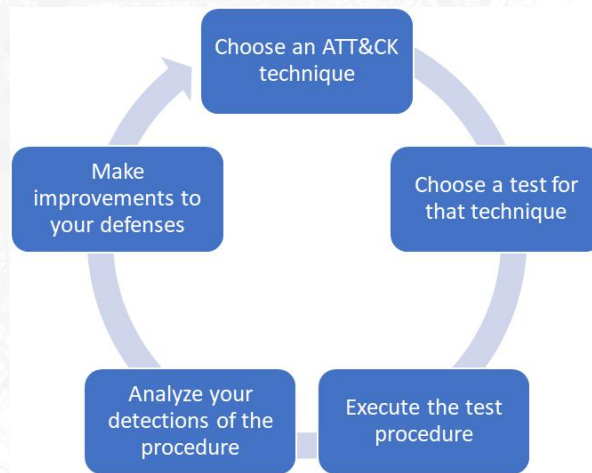 Choose an ATT&CK
technique
Choose a test for
that technique
Execute the test
procedure
Analyze your
detections of the
procedure
Make
improvements to
your defenses